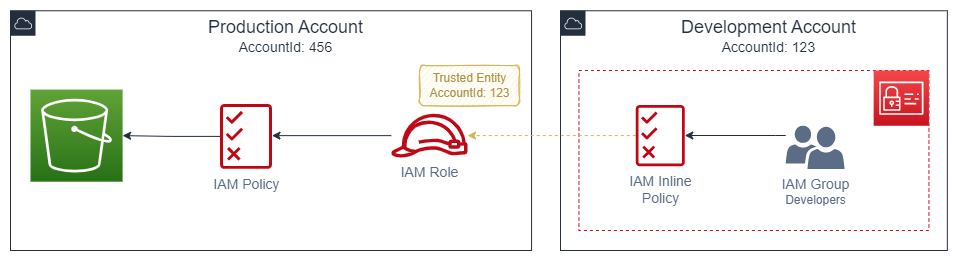 Production Account
AccountId: 456
Trusted Entity
AccountId: 123
IAM Policy
IAM Role
Development Account
AccountId: 123
IAM Inline
Policy
IAM Group
Developers